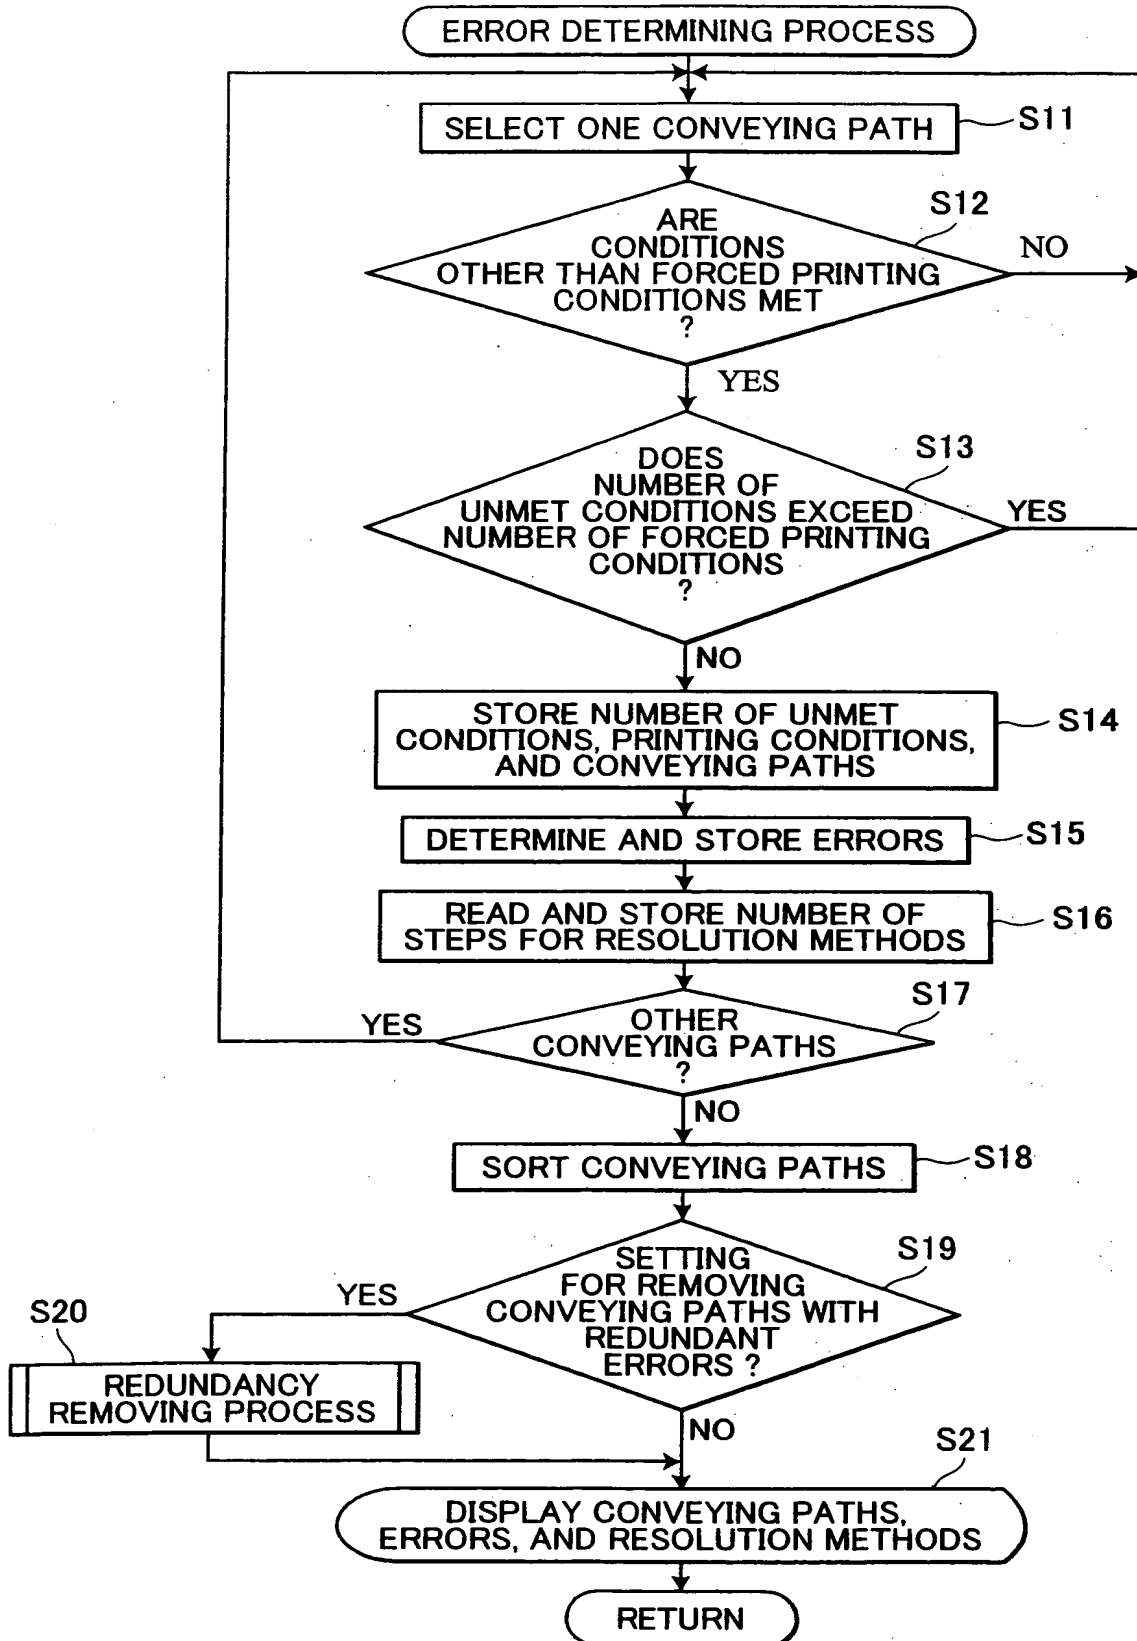 ERROR DETERMINING PROCESS
SELECT ONE CONVEYING PATH
S11
S12
ARE
CONDITIONS
OTHER THAN FORCED PRINTING
CONDITIONS MET
?
NO
YES
S13
DOES
NUMBER OF
UNMET CONDITIONS EXCEED
NUMBER OF FORCED PRINTING
CONDITIONS
?
YES
NO
STORE NUMBER OF UNMET
CONDITIONS, PRINTING CONDITIONS,
AND CONVEYING PATHS
S14
DETERMINE AND STORE ERRORS
S15
READ AND STORE NUMBER OF
STEPS FOR RESOLUTION METHODS
S16
S17
OTHER
CONVEYING PATHS
?
YES
NO
SORT CONVEYING PATHS
S18
S19
SETTING
FOR REMOVING
CONVEYING PATHS WITH
REDUNDANT
ERRORS ?
YES
S20
REDUNDANCY
REMOVING PROCESS
NO
S21
DISPLAY CONVEYING PATHS,
ERRORS, AND RESOLUTION METHODS
RETURN